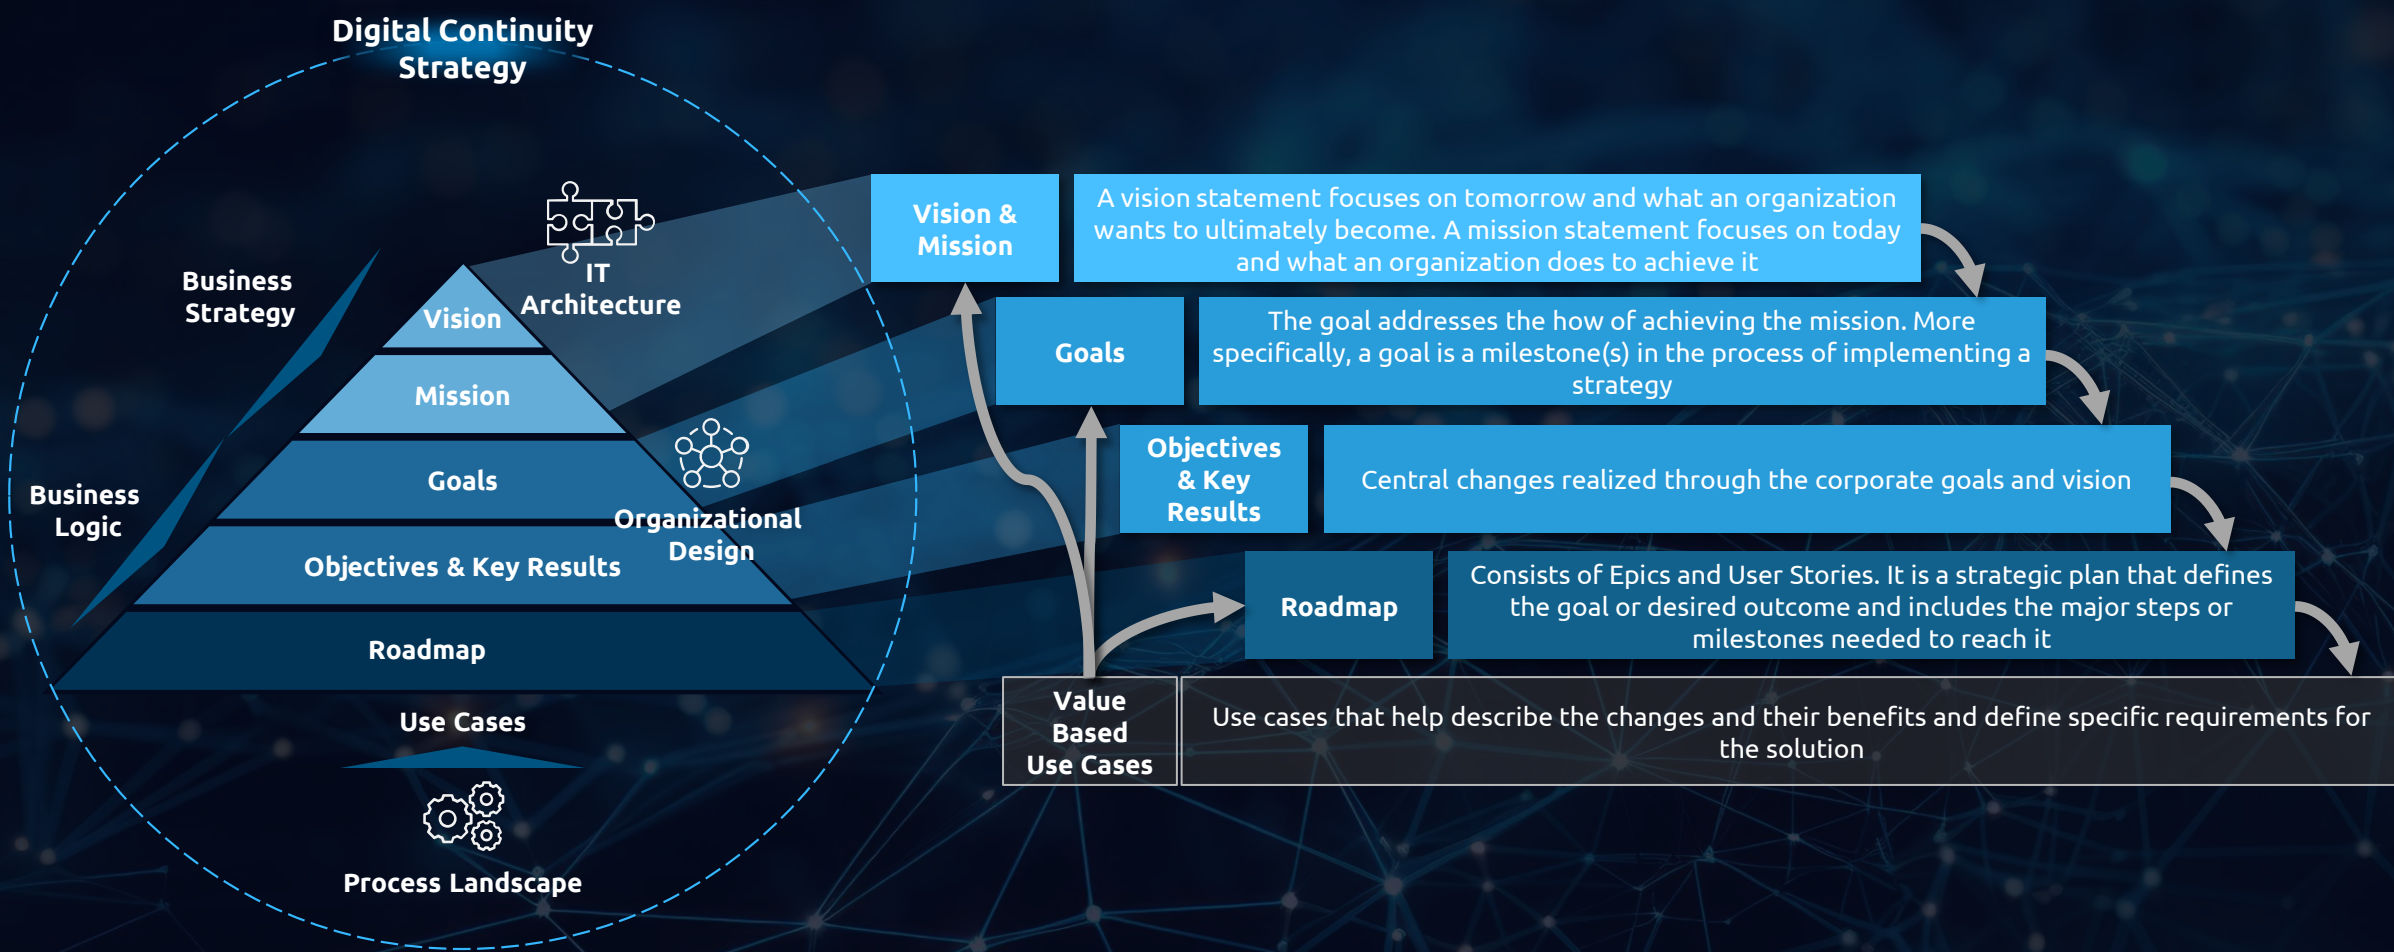 Digital Continuity
Strategy
Business
Strategy
IT
Architecture
Vision
Mission
Business
Logic
Goals
Organizational
Design
Objectives & Key Results
Roadmap
Use Cases
Process Landscape
Vision &
Mission
A vision statement focuses on tomorrow and what an organization
wants to ultimately become. A mission statement focuses on today
and what an organization does to achieve it
Goals
The goal addresses the how of achieving the mission. More
specifically, a goal is a milestone(s) in the process of implementing a
strategy
Objectives
& Key
Results
Central changes realized through the corporate goals and vision
Roadmap
Consists of Epics and User Stories. It is a strategic plan that defines
the goal or desired outcome and includes the major steps or
milestones needed to reach it
Value
Based
Use Cases
Use cases that help describe the changes and their benefits and define specific requirements for
the solution